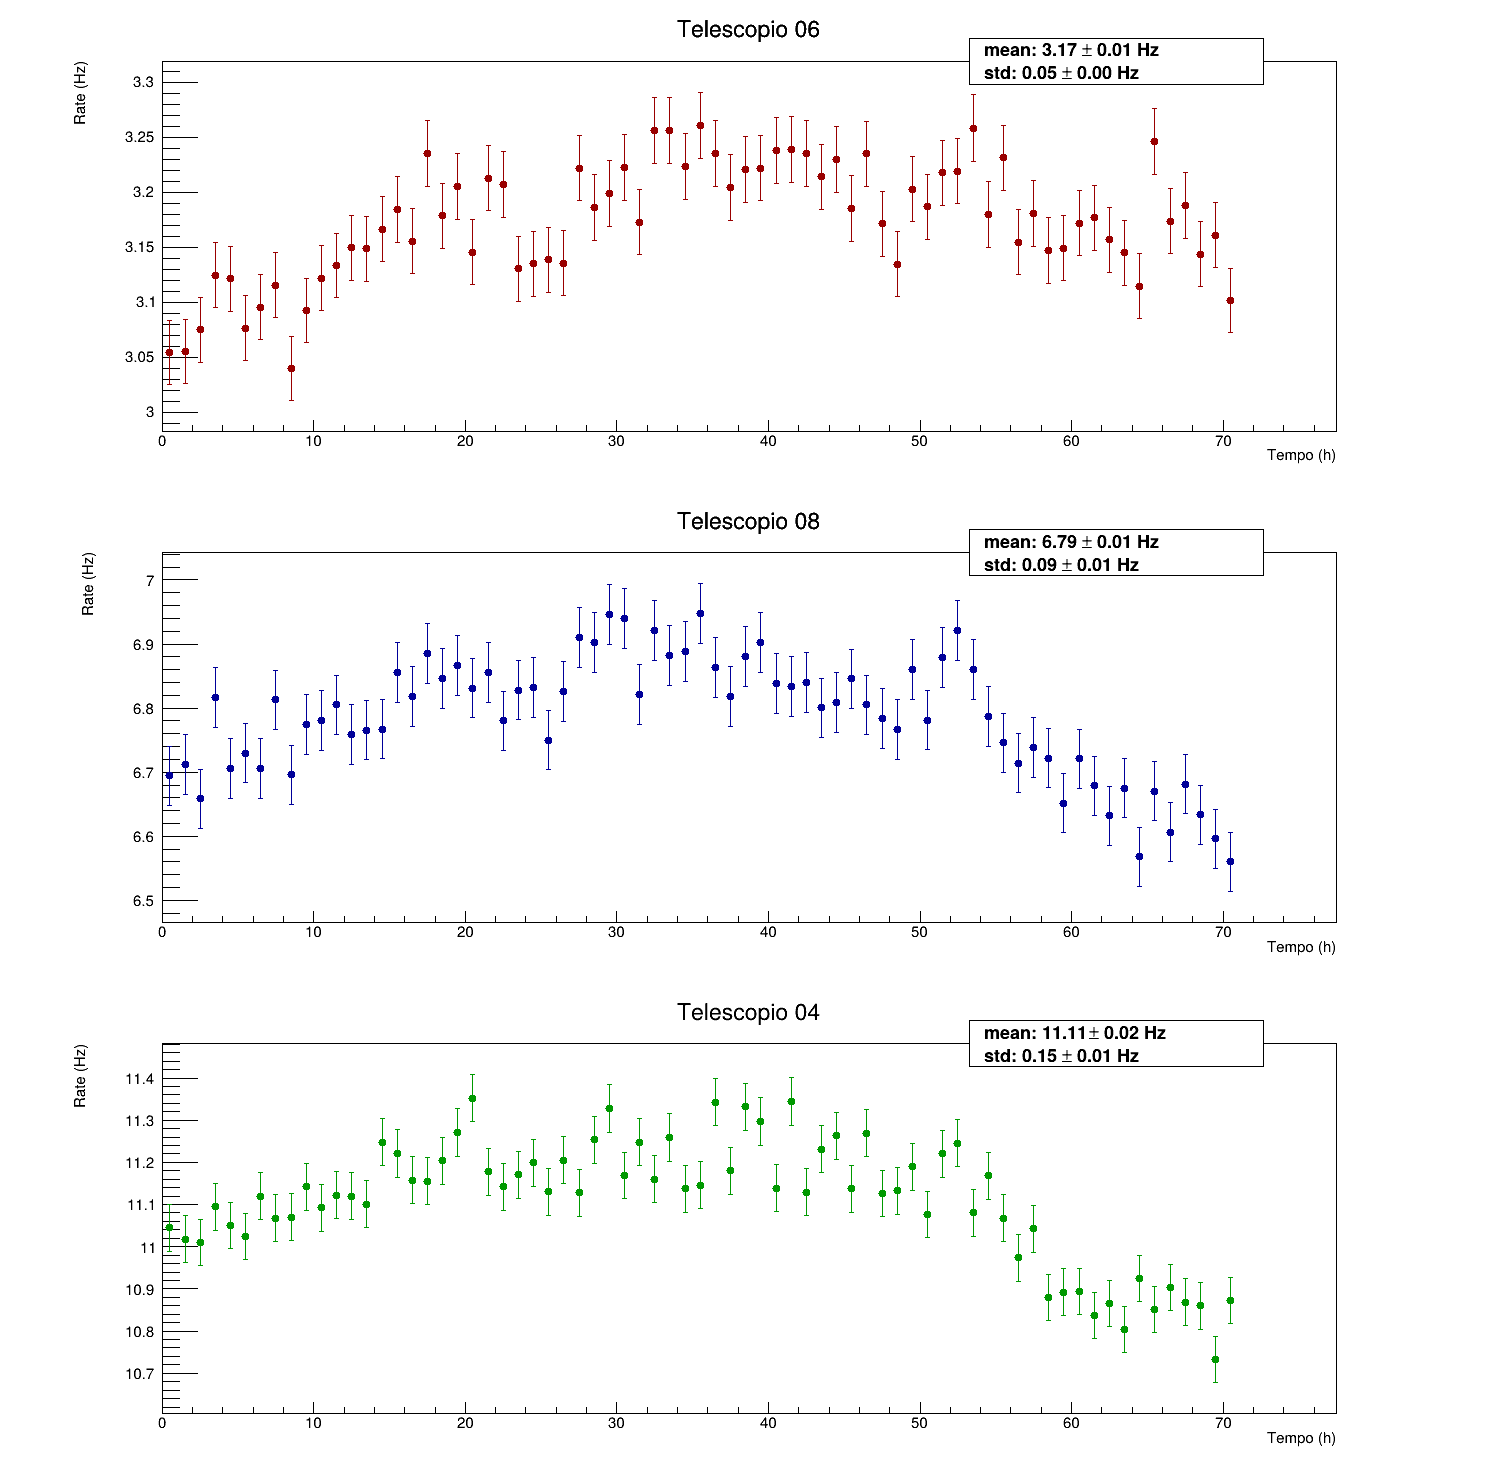 Telescopio 06
mean: 3.17 ± 0.01 Hz
std: 0.05 ± 0.00 Hz
Rate (Hz)
3.3
3.25
3.2
3.15
3.1
3.05
3
0 10 20 30 40 50 60 70
Tempo (h)
Telescopio 08
mean: 6.79 ± 0.01 Hz
std: 0.09 ± 0.01 Hz
Rate (Hz)
7
6.9
6.8
6.7
6.6
6.5
0 10 20 30 40 50 60 70
Tempo (h)
Telescopio 04
mean: 11.11± 0.02 Hz
std: 0.15 ± 0.01 Hz
Rate (Hz)
11.4
11.3
11.2
11.1
11
10.9
10.8
10.7
0 10 20 30 40 50 60 70
Tempo (h)